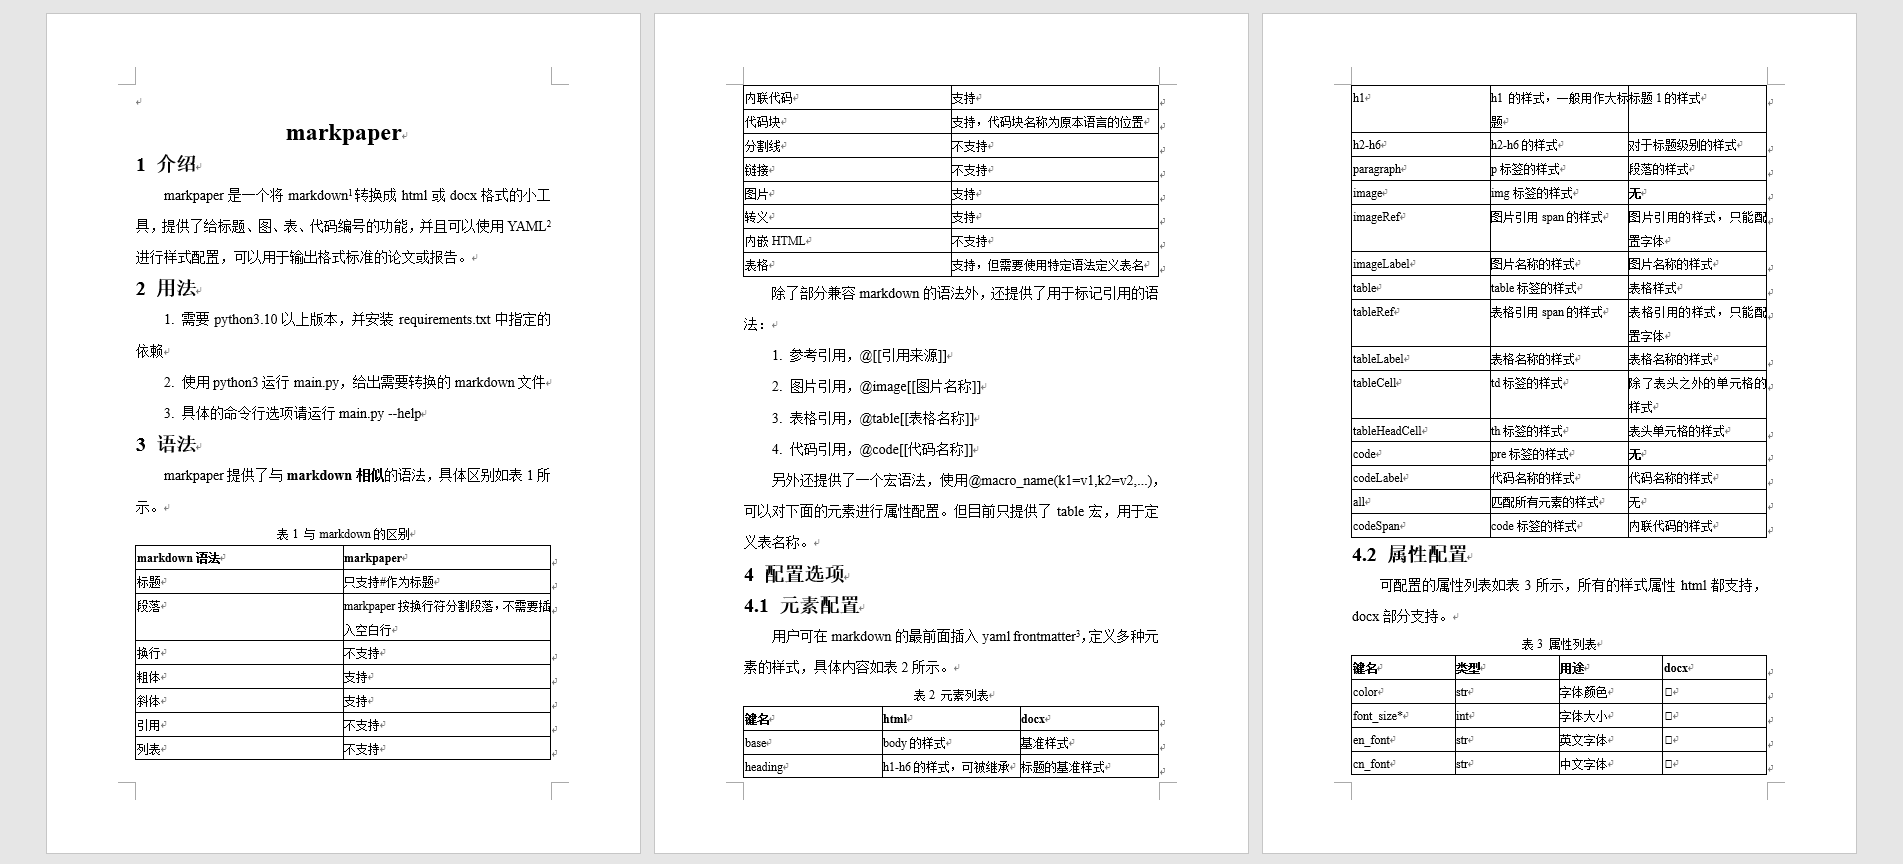 markpaper
1 介绍
markpaper 是一个将 markdown1 转换成 html 或 docx 格式的小工
具，提供了给标题、图、表、代码编号的功能，并且可以使用 YAML2
进行样式配置，可以用于输出格式标准的论文或报告。
2 用法
1. 需要 python3.10 以上版本，并安装 requirements.txt 中指定的
依赖
2. 使用 python3 运行 main.py，给出需要转换的 markdown 文件
3. 具体的命令行选项请运行 main.py --help
3 语法
markpaper 提供了与 markdown 相似的语法，具体区别如表 1 所
示。
表 1 与 markdown 的区别
markdown 语法 markpaper
标题 只支持#作为标题
段落 markpaper 按换行符分割段落，不需要插
入空白行
换行 不支持
粗体 支持
斜体 支持
引用 不支持
列表 不支持
内联代码 支持
代码块 支持，代码块名称为原本语言的位置
分割线 不支持
链接 不支持
图片 支持
转义 支持
内嵌 HTML 不支持
表格 支持，但需要使用特定语法定义表名
除了部分兼容 markdown 的语法外，还提供了用于标记引用的语
法：
1. 参考引用，@[[引用来源]]
2. 图片引用，@image[[图片名称]]
3. 表格引用，@table[[表格名称]]
4. 代码引用，@code[[代码名称]]
另外还提供了一个宏语法，使用@macro_name(k1=v1,k2=v2,...)，
可以对下面的元素进行属性配置。但目前只提供了 table 宏，用于定
义表名称。
4 配置选项
4.1 元素配置
用户可在 markdown 的最前面插入 yaml frontmatter3，定义多种元
素的样式，具体内容如表 2 所示。
表 2 元素列表
键名 html docx
base body 的样式 基准样式
heading h1-h6 的样式，可被继承 标题的基准样式
h1 h1 的样式，一般用作大标 标题 1 的样式
题
h2-h6 h2-h6 的样式 对于标题级别的样式
paragraph p 标签的样式 段落的样式
image img 标签的样式 无
imageRef 图片引用 span 的样式 图片引用的样式，只能配
置字体
imageLabel 图片名称的样式 图片名称的样式
table table 标签的样式 表格样式
tableRef 表格引用 span 的样式 表格引用的样式，只能配
置字体
tableLabel 表格名称的样式 表格名称的样式
tableCell td 标签的样式 除了表头之外的单元格的
样式
tableHeadCell th 标签的样式 表头单元格的样式
code pre 标签的样式 无
codeLabel 代码名称的样式 代码名称的样式
all 匹配所有元素的样式 无
codeSpan code 标签的样式 内联代码的样式
4.2 属性配置
可配置的属性列表如表 3 所示，所有的样式属性 html 都支持，
docx 部分支持。
表 3 属性列表
键名 类型 用途 docx
color str 字体颜色 □
font_size* int 字体大小 □
en_font str 英文字体 □
cn_font str 中文字体 □